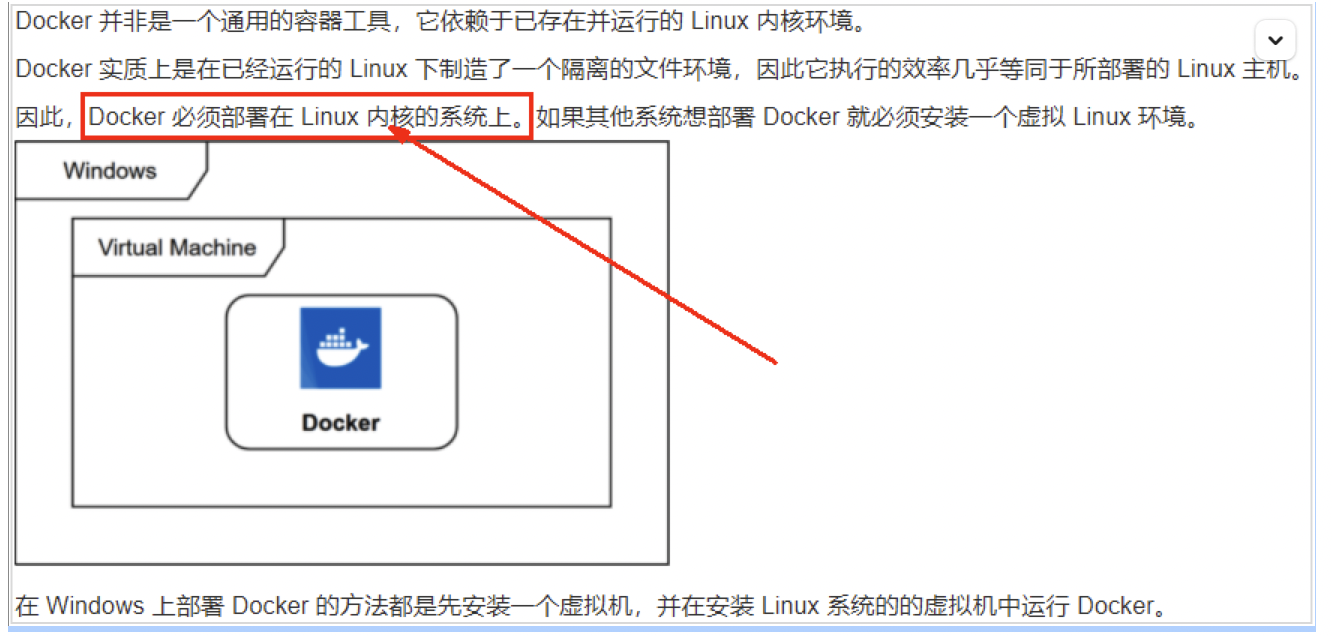 Docker 并非是一个通用的容器工具，它依赖于已存在并运行的 Linux 内核环境。
Docker 实质上是在已经运行的 Linux 下制造了一个隔离的文件环境，因此它执行的效率几乎等同于所部署的 Linux 主机。
因此，Docker 必须部署在 Linux 内核的系统上。如果其他系统想部署 Docker 就必须安装一个虚拟 Linux 环境。
Windows
Virtual Machine
Docker
在 Windows 上部署 Docker 的方法都是先安装一个虚拟机，并在安装 Linux 系统的的虚拟机中运行 Docker。